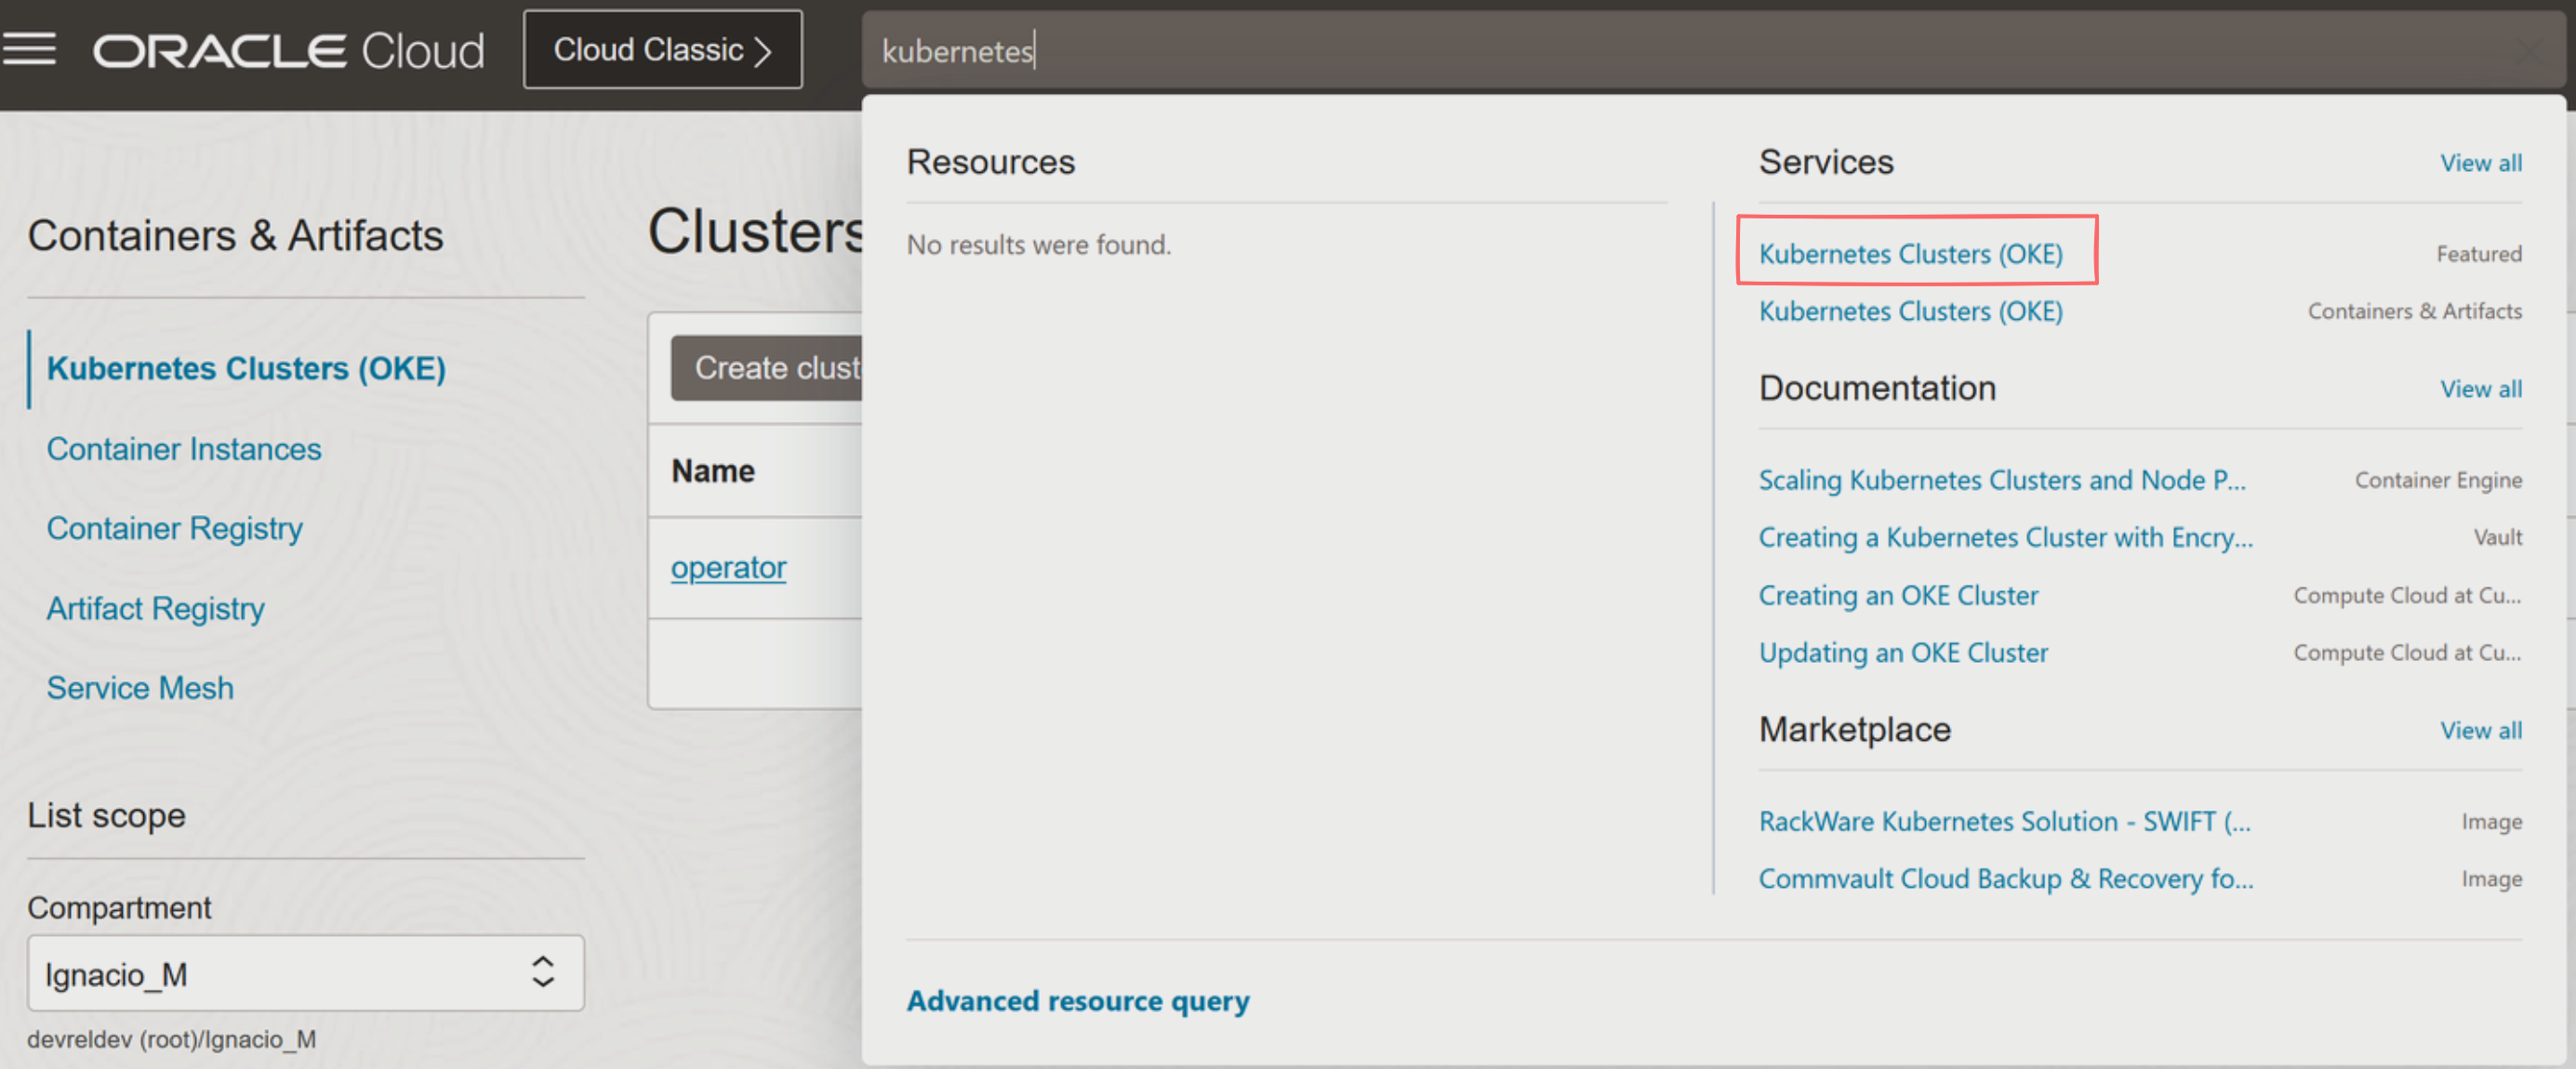 ORACLE Cloud
Cloud Classic
kubernetes
Containers & Artifacts
Kubernetes Clusters (OKE)
Container Instances
Container Registry
Artifact Registry
Service Mesh
List scope
Compartment
Ignacio_M
devreldev (root)/Ignacio_M
Clusters
Create clust
Name
operator
Resources
No results were found.
Services View all
Kubernetes Clusters (OKE) Featured
Kubernetes Clusters (OKE) Containers & Artifacts
Documentation View all
Scaling Kubernetes Clusters and Node P... Container Engine
Creating a Kubernetes Cluster with Encry... Vault
Creating an OKE Cluster Compute Cloud at Cu...
Updating an OKE Cluster Compute Cloud at Cu...
Marketplace View all
RackWare Kubernetes Solution - SWIFT (... Image
Commvault Cloud Backup & Recovery fo... Image
Advanced resource query